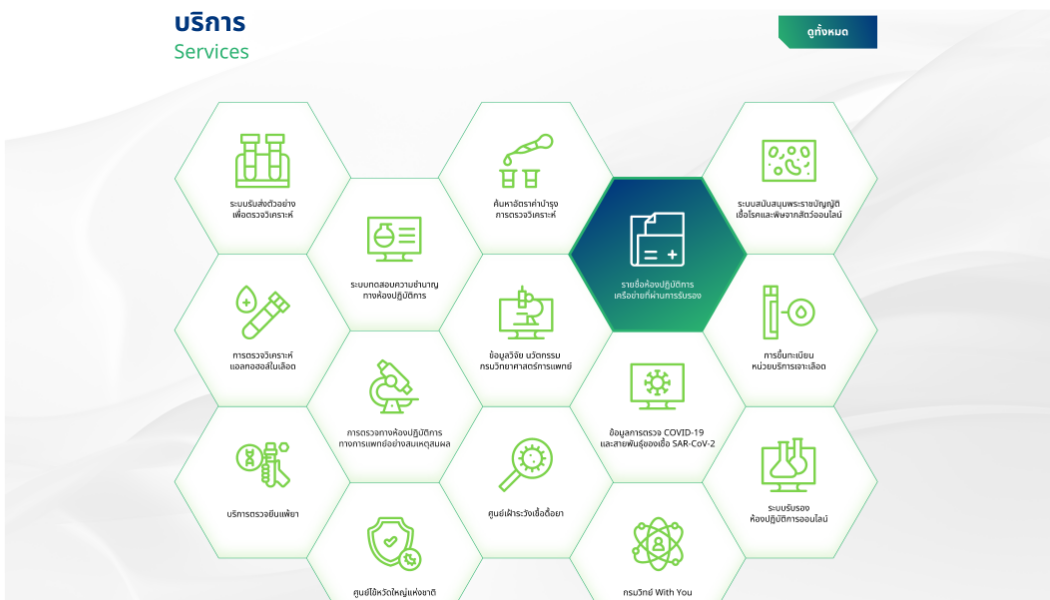 บริการ
Services
ดูทั้งหมด
ระบบรับส่งตัวอย่าง
เพื่อตรวจวิเคราะห์
ค้นหาอัตราค่าบำรุง
การตรวจวิเคราะห์
ระบบสนับสนุนพระราชบัญญัติ
เชื้อโรคและพิษจากสัตว์ออนไลน์
ระบบทดสอบความชำนาญ
ทางห้องปฏิบัติการ
รายชื่อห้องปฏิบัติการ
เครือข่ายที่ผ่านการรับรอง
การตรวจวิเคราะห์
แอลกอฮอล์ในเลือด
ข้อมูลวิจัย นวัตกรรม
กรมวิทยาศาสตร์การแพทย์
การขึ้นทะเบียน
หน่วยบริการเจาะเลือด
การตรวจทางห้องปฏิบัติการ
ทางการแพทย์อย่างสมเหตุสมผล
ข้อมูลการตรวจ COVID-19
และสายพันธุ์ของเชื้อ SAR-CoV-2
บริการตรวจยีนแพ้ยา
ศูนย์เฝ้าระวังเชื้อดื้อยา
ระบบรับรอง
ห้องปฏิบัติการออนไลน์
ศูนย์ไข้หวัดใหญ่แห่งชาติ
กรมวิทย์ With You